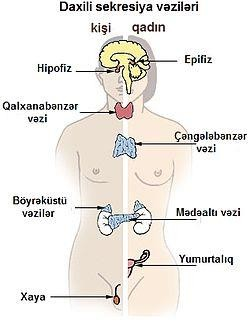 Daxili sekresiya vəziləri
kişi qadın
Hipofiz
Epifiz
Qalxanabənzər
vəzi
Çəngələbənzər
vəzi
Böyrəküstü
vəzilər
Mədəaltı vəzi
Yumurtalıq
Xaya